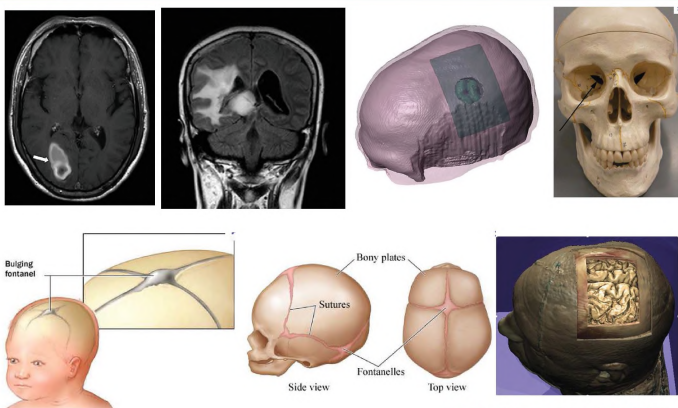 Bulging
fontanel
Bony plates
Sutures
Fontanelles
Side view
Top view